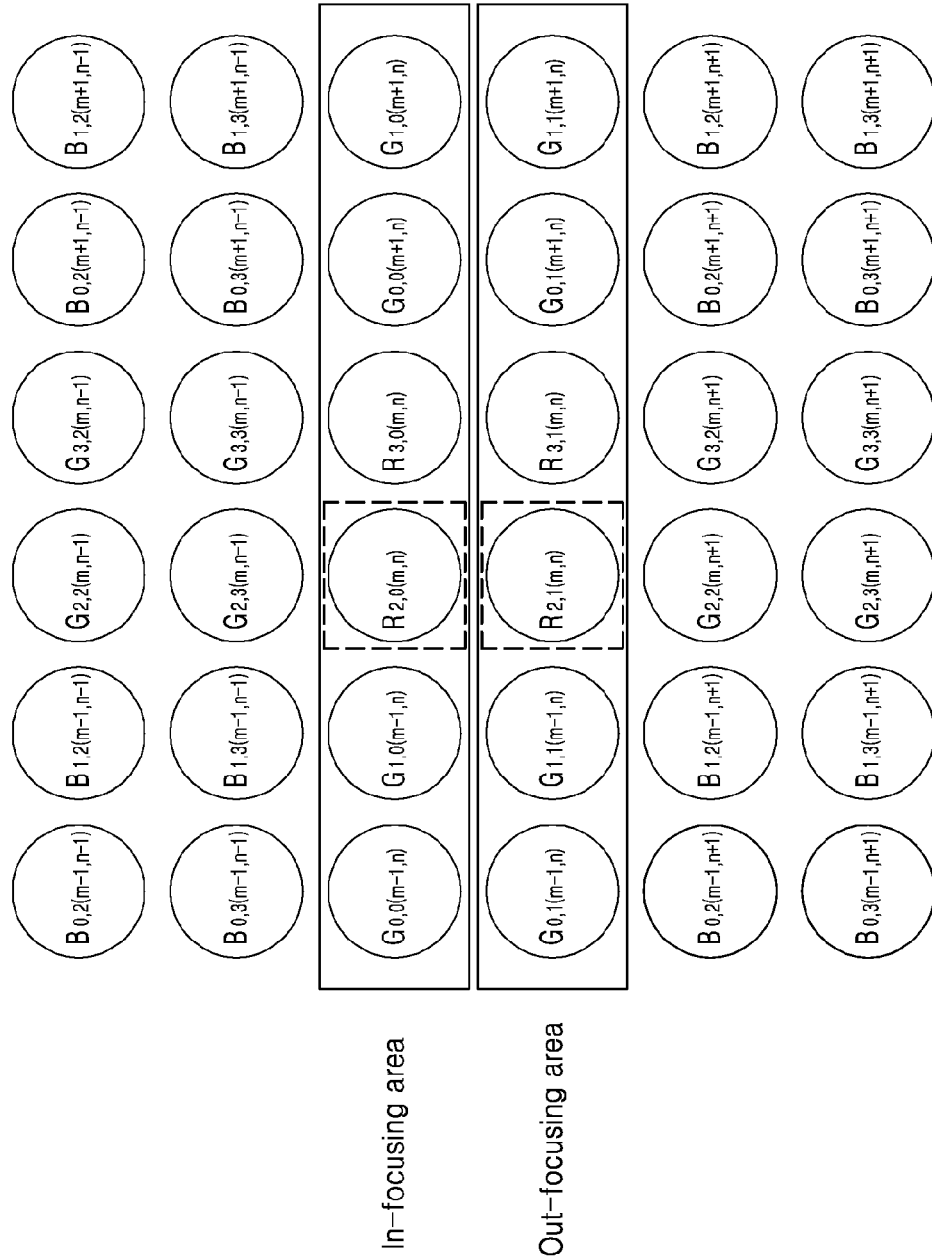 B0,2(m-1,n-1) B1,2(m-1,n-1) G2,2(m,n-1) G3,2(m,n-1) B0,2(m+1,n-1) B1,2(m+1,n-1)
B0,3(m-1,n-1) B1,3(m-1,n-1) G2,3(m,n-1) G3,3(m,n-1) B0,3(m+1,n-1) B1,3(m+1,n-1)
In-focusing area G0,0(m-1,n) G1,0(m-1,n) R2,0(m,n) R3,0(m,n) G0,0(m+1,n) G1,0(m+1,n)
Out-focusing area G0,1(m-1,n) G1,1(m-1,n) R2,1(m,n) R3,1(m,n) G0,1(m+1,n) G1,1(m+1,n)
B0,2(m-1,n+1) B1,2(m-1,n+1) G2,2(m,n+1) G3,2(m,n+1) B0,2(m+1,n+1) B1,2(m+1,n+1)
B0,3(m-1,n+1) B1,3(m-1,n+1) G2,3(m,n+1) G3,3(m,n+1) B0,3(m+1,n+1) B1,3(m+1,n+1)